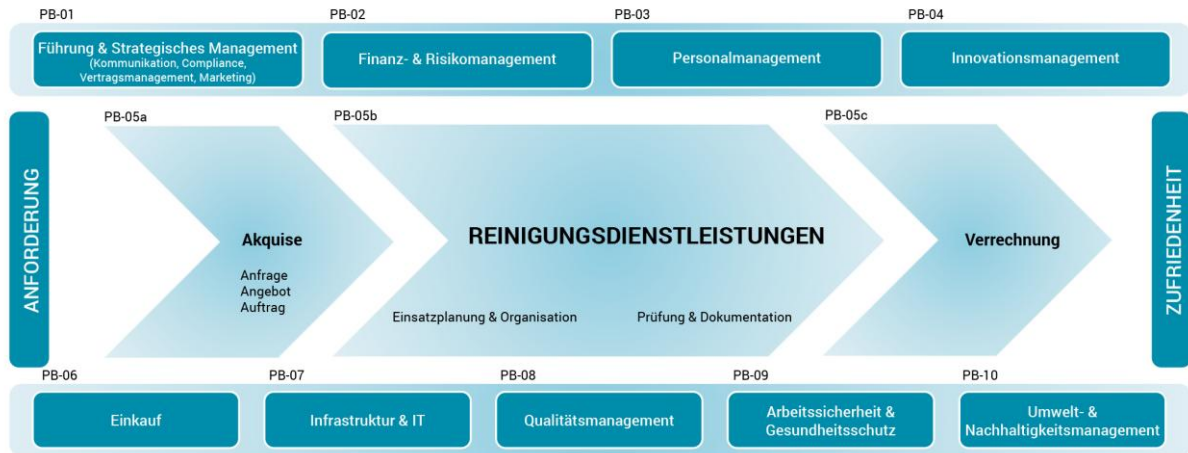 PB-01
PB-02
PB-03
PB-04
Führung & Strategisches Management
(Kommunikation, Compliance,
Vertragsmanagement, Marketing)
Finanz- & Risikomanagement
Personalmanagement
Innovationsmanagement
ANFORDERUNG
PB-05a
PB-05b
PB-05c
Akquise
Anfrage
Angebot
Auftrag
REINIGUNGSDIENSTLEISTUNGEN
Einsatzplanung & Organisation
Prüfung & Dokumentation
Verrechnung
ZUFRIEDENHEIT
PB-06
PB-07
PB-08
PB-09
PB-10
Einkauf
Infrastruktur & IT
Qualitätsmanagement
Arbeitssicherheit &
Gesundheitsschutz
Umwelt- &
Nachhaltigkeitsmanagement